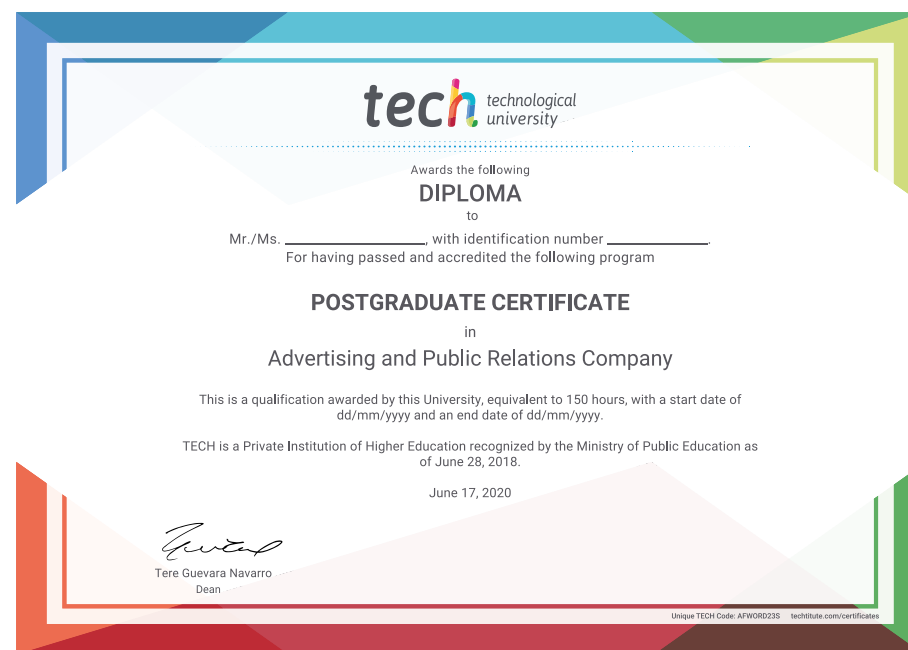 tech technological
university
Awards the following
DIPLOMA
to
Mr./Ms. ____________________, with identification number ______________.
For having passed and accredited the following program
POSTGRADUATE CERTIFICATE
in
Advertising and Public Relations Company
This is a qualification awarded by this University, equivalent to 150 hours, with a start date of
dd/mm/yyyy and an end date of dd/mm/yyyy.
TECH is a Private Institution of Higher Education recognized by the Ministry of Public Education as
of June 28, 2018.
June 17, 2020
Tere Guevara Navarro
Dean
Unique TECH Code: AFWORD23S techtitute.com/certificates